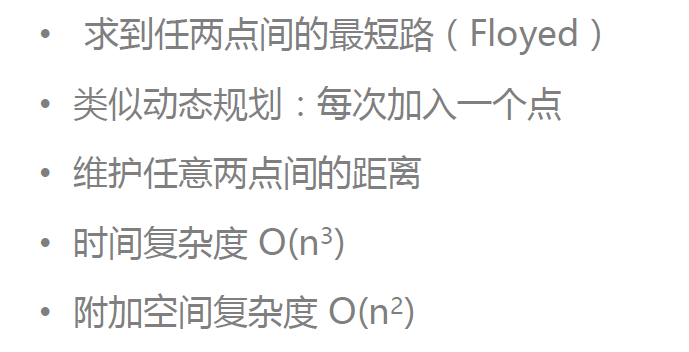 • 求到任两点间的最短路（Floyed）
• 类似动态规划：每次加入一个点
• 维护任意两点间的距离
• 时间复杂度 O(n³)
• 附加空间复杂度 O(n²)